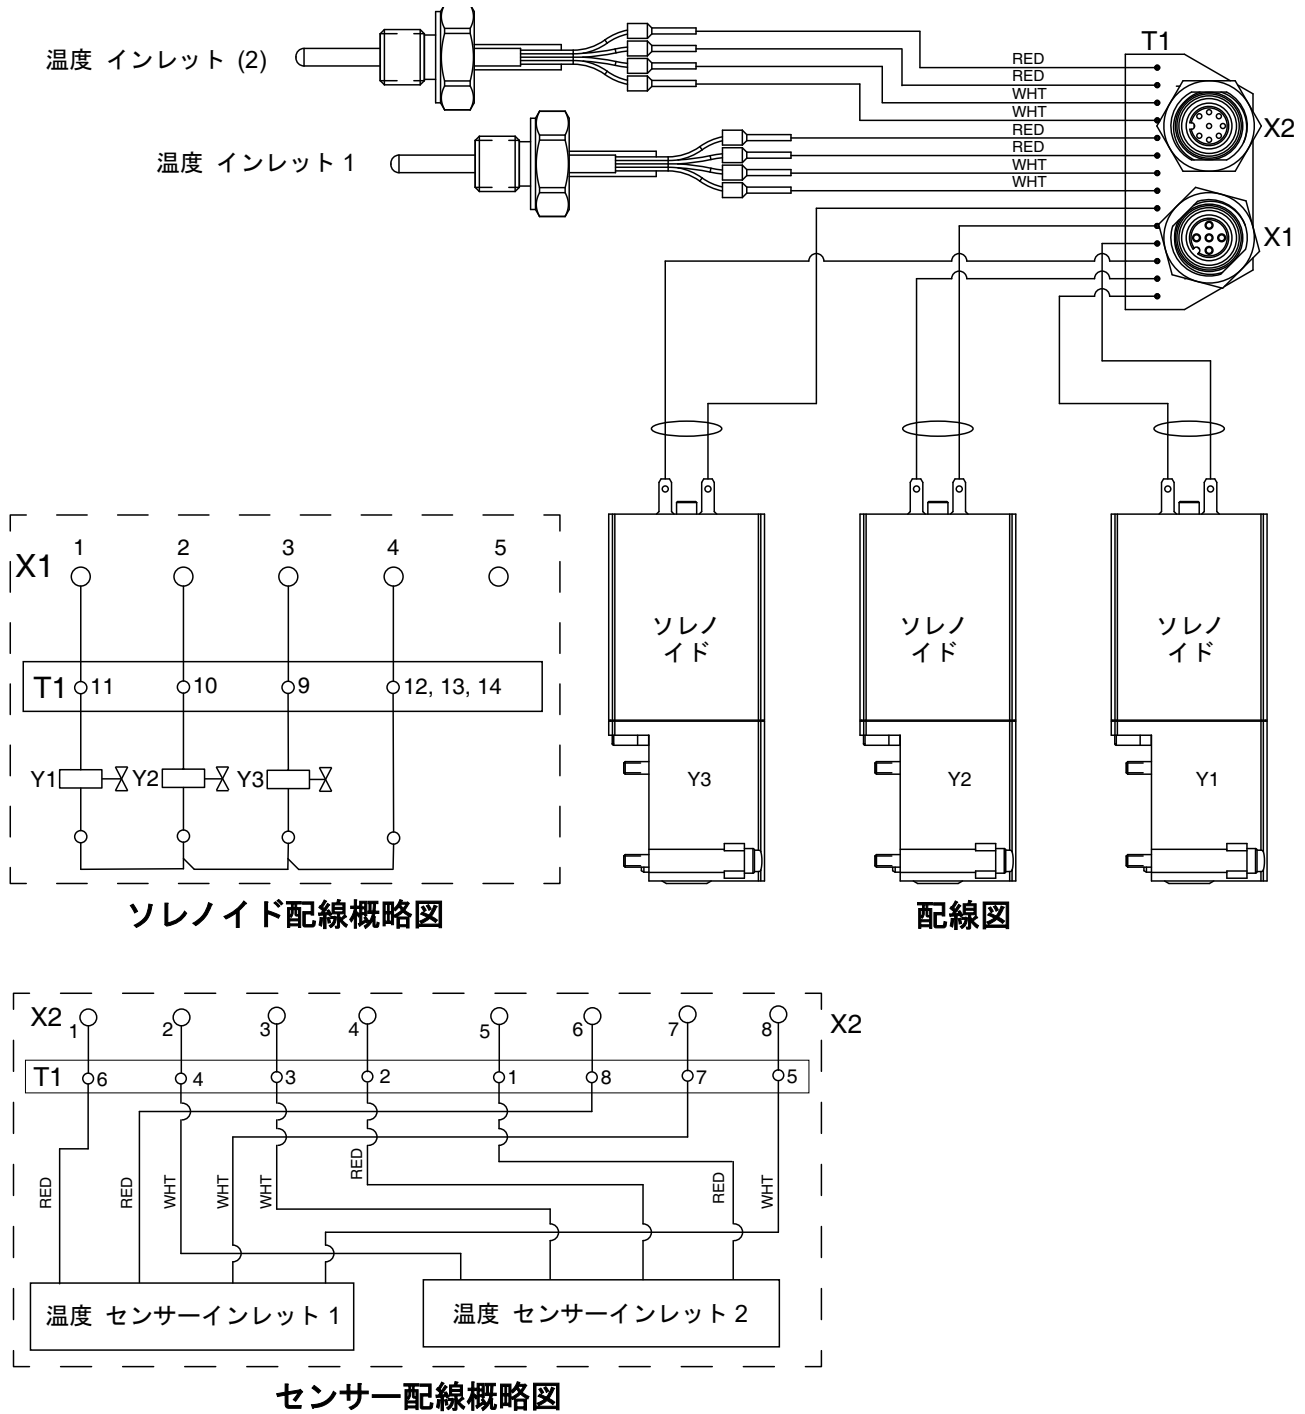 温度 インレット (2)
T1
RED
RED
WHT
WHT
RED
RED
WHT
WHT
X2
温度 インレット 1
X1
X1
1
2
3
4
5
T1
11
10
9
12, 13, 14
Y1
Y2
Y3
ソレノイド配線概略図
ソレノ
イド
Y3
ソレノ
イド
Y2
ソレノ
イド
Y1
配線図
X2
1
2
3
4
5
6
7
8
X2
T1
6
4
3
2
1
8
7
5
RED
RED
WHT
WHT
WHT
RED
RED
WHT
温度 センサーインレット 1
温度 センサーインレット 2
センサー配線概略図